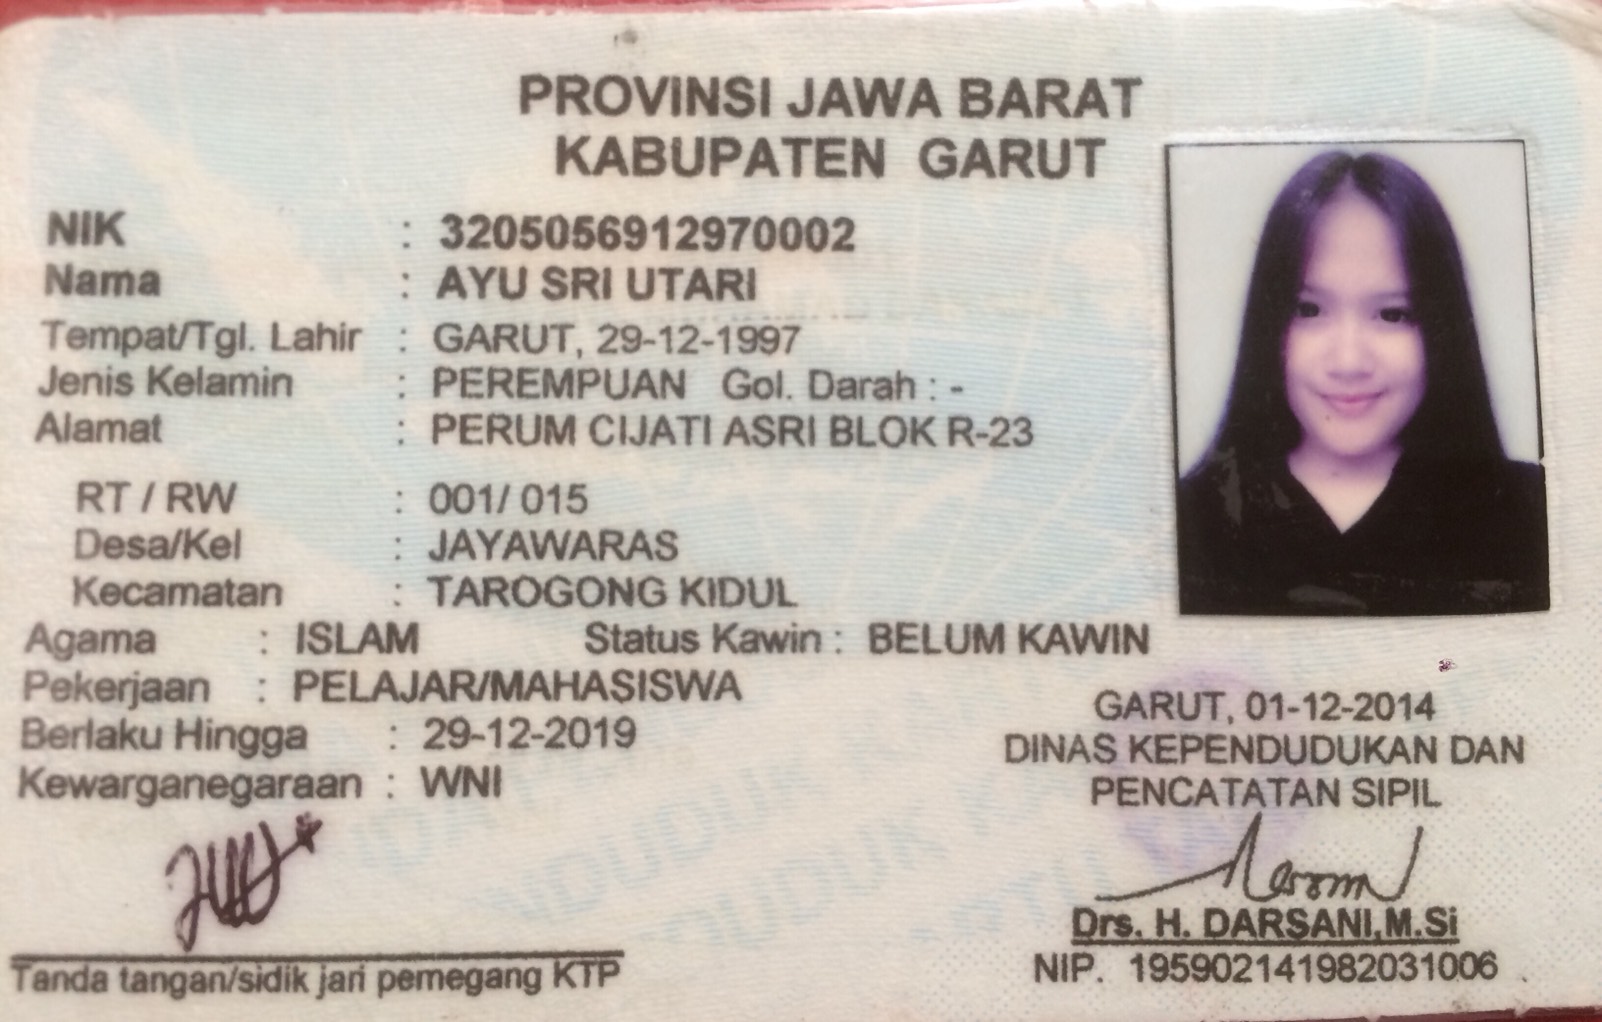 PROVINSI JAWA BARAT
KABUPATEN GARUT
NIK : 3205056912970002
Nama : AYU SRI UTARI
Tempat/Tgl. Lahir : GARUT, 29-12-1997
Jenis Kelamin : PEREMPUAN Gol. Darah : -
Alamat : PERUM CIJATI ASRI BLOK R-23
RT / RW : 001/ 015
Desa/Kel : JAYAWARAS
Kecamatan : TAROGONG KIDUL
Agama : ISLAM Status Kawin : BELUM KAWIN
Pekerjaan : PELAJAR/MAHASISWA
Berlaku Hingga : 29-12-2019
Kewarganegaraan : WNI
Tanda tangan/sidik jari pemegang KTP
GARUT, 01-12-2014
DINAS KEPENDUDUKAN DAN
PENCATATAN SIPIL
Drs. H. DARSANI,M.Si
NIP. 195902141982031006